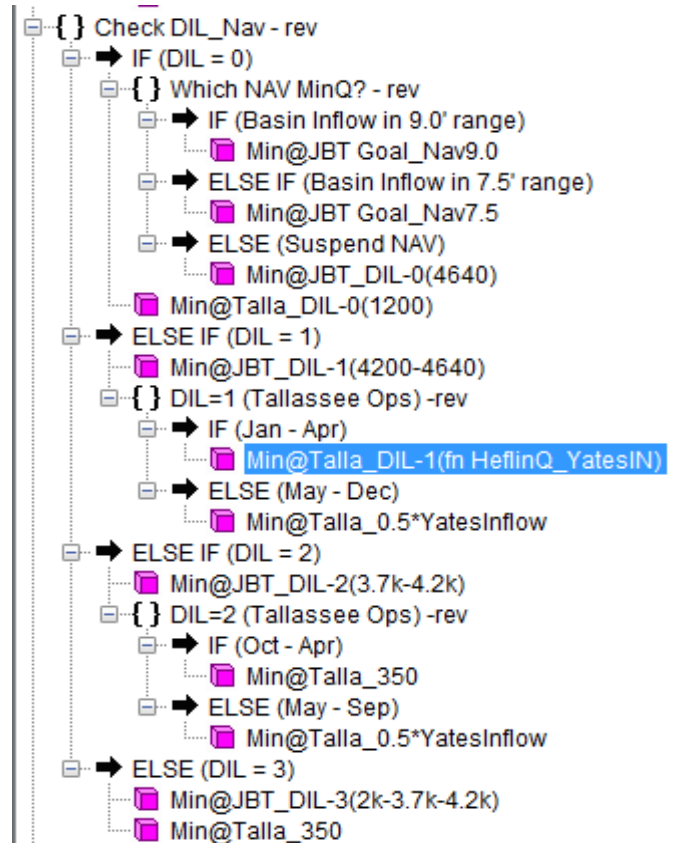 { } Check DIL_Nav - rev
IF (DIL = 0)
{ } Which NAV MinQ? - rev
IF (Basin Inflow in 9.0' range)
Min@JBT Goal_Nav9.0
ELSE IF (Basin Inflow in 7.5' range)
Min@JBT Goal_Nav7.5
ELSE (Suspend NAV)
Min@JBT_DIL-0(4640)
Min@Talla_DIL-0(1200)
ELSE IF (DIL = 1)
Min@JBT_DIL-1(4200-4640)
{ } DIL=1 (Tallassee Ops) -rev
IF (Jan - Apr)
Min@Talla_DIL-1(fn HeflinQ_YatesIN)
ELSE (May - Dec)
Min@Talla_0.5*YatesInflow
ELSE IF (DIL = 2)
Min@JBT_DIL-2(3.7k-4.2k)
{ } DIL=2 (Tallassee Ops) -rev
IF (Oct - Apr)
Min@Talla_350
ELSE (May - Sep)
Min@Talla_0.5*YatesInflow
ELSE (DIL = 3)
Min@JBT_DIL-3(2k-3.7k-4.2k)
Min@Talla_350